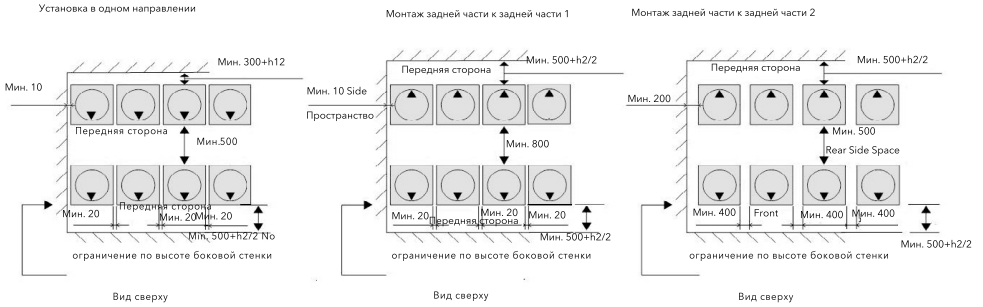 Установка в одном направлении
Мин. 300+h12
Мин. 10
Передняя сторона
Мин.500
Передняя сторона
Мин. 20
Мин. 20
Мин. 20
Min. 500+h2/2 No
ограничение по высоте боковой стенки
Вид сверху
Монтаж задней части к задней части 1
Передняя сторона
Мин. 500+h2/2
Мин. 10 Side
Пространство
Мин. 800
Мин. 20
Мин. 20
Мин. 20
Передняя сторона
Мин. 500+h2/2
ограничение по высоте боковой стенки
Вид сверху
Монтаж задней части к задней части 2
Передняя сторона
Мин. 500+h2/2
Мин. 200
Мин. 500
Rear Side Space
Мин. 400
Front
Мин. 400
Мин. 400
Мин. 500+h2/2
ограничение по высоте боковой стенки
Вид сверху